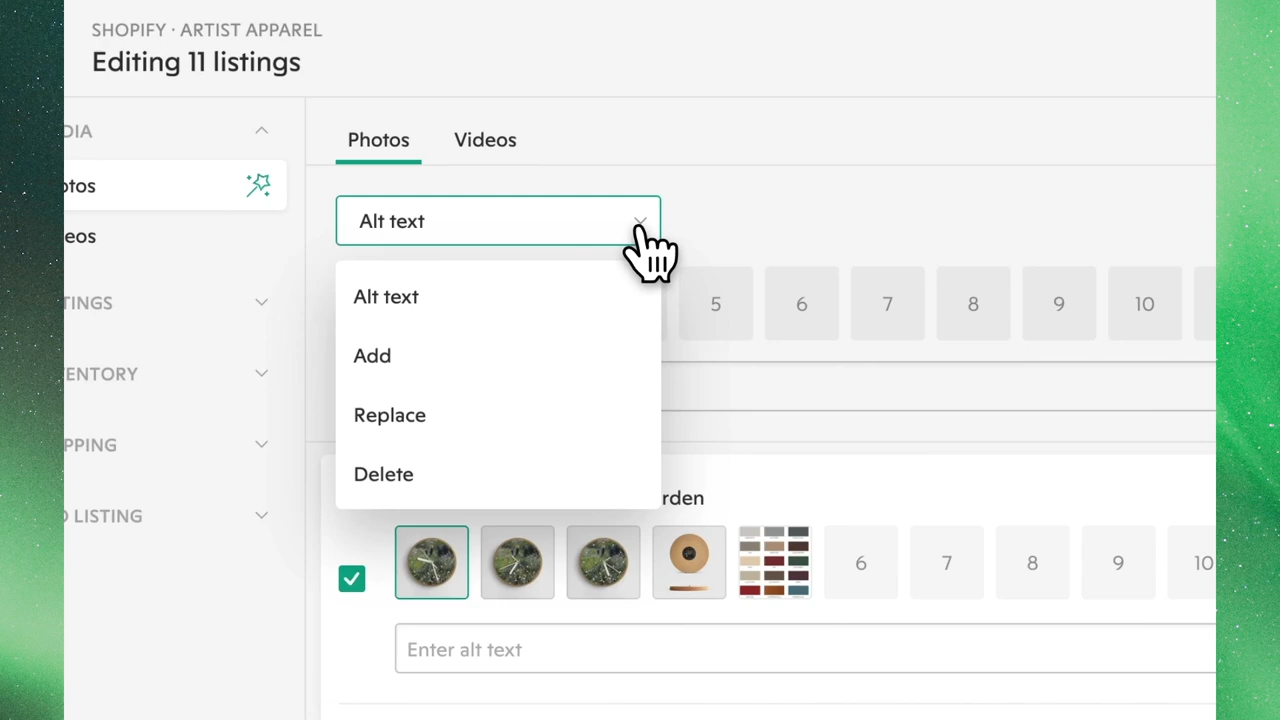 SHOPIFY · ARTIST APPAREL
Editing 11 listings
DIA
otos
eos
TINGS
ENTORY
PPING
D LISTING
Photos
Videos
Alt text
Alt text
Add
Replace
Delete
5 6 7 8 9 10
rden
6 7 8 9 10
Enter alt text